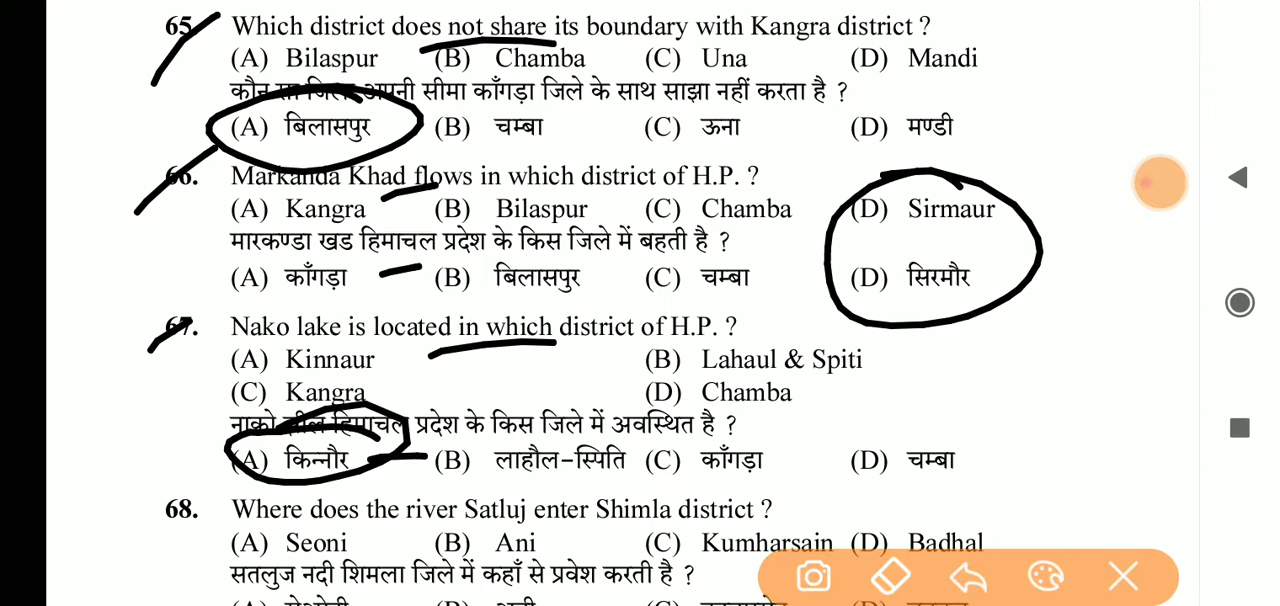 65. Which district does not share its boundary with Kangra district ?
(A) Bilaspur (B) Chamba (C) Una (D) Mandi
कौन सा जिला अपनी सीमा काँगड़ा जिले के साथ साझा नहीं करता है ?
(A) बिलासपुर (B) चम्बा (C) ऊना (D) मण्डी
66. Markanda Khad flows in which district of H.P. ?
(A) Kangra (B) Bilaspur (C) Chamba (D) Sirmaur
मारकण्डा खड हिमाचल प्रदेश के किस जिले में बहती है ?
(A) काँगड़ा (B) बिलासपुर (C) चम्बा (D) सिरमौर
67. Nako lake is located in which district of H.P. ?
(A) Kinnaur (B) Lahaul & Spiti
(C) Kangra (D) Chamba
नाको झील हिमाचल प्रदेश के किस जिले में अवस्थित है ?
(A) किन्नौर (B) लाहौल-स्पिति (C) काँगड़ा (D) चम्बा
68. Where does the river Satluj enter Shimla district ?
(A) Seoni (B) Ani (C) Kumharsain (D) Badhal
सतलुज नदी शिमला जिले में कहाँ से प्रवेश करती है ?